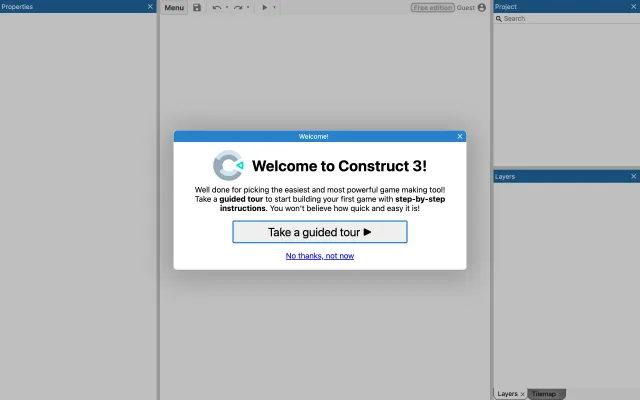 Properties
Menu
Free edition
Guest
Project
Search
Welcome!
Welcome to Construct 3!
Well done for picking the easiest and most powerful game making tool!
Take a guided tour to start building your first game with step-by-step
instructions. You won't believe how quick and easy it is!
Take a guided tour
No thanks, not now
Layers
Layers
Tilemap